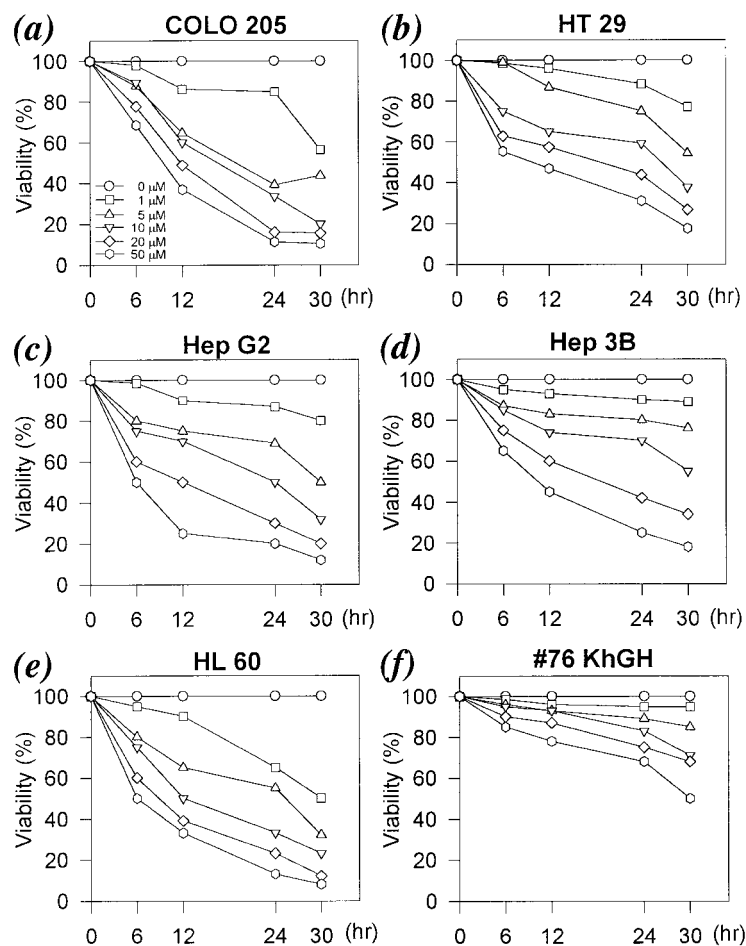 (a) COLO 205
Viability (%)
100
80
60
40
20
0
0 μM
1 μM
5 μM
10 μM
20 μM
50 μM
0 6 12 24 30 (hr)
(b) HT 29
Viability (%)
100
80
60
40
20
0
0 6 12 24 30 (hr)
(c) Hep G2
Viability (%)
100
80
60
40
20
0
0 6 12 24 30 (hr)
(d) Hep 3B
Viability (%)
100
80
60
40
20
0
0 6 12 24 30 (hr)
(e) HL 60
Viability (%)
100
80
60
40
20
0
0 6 12 24 30 (hr)
(f) #76 KhGH
Viability (%)
100
80
60
40
20
0
0 6 12 24 30 (hr)